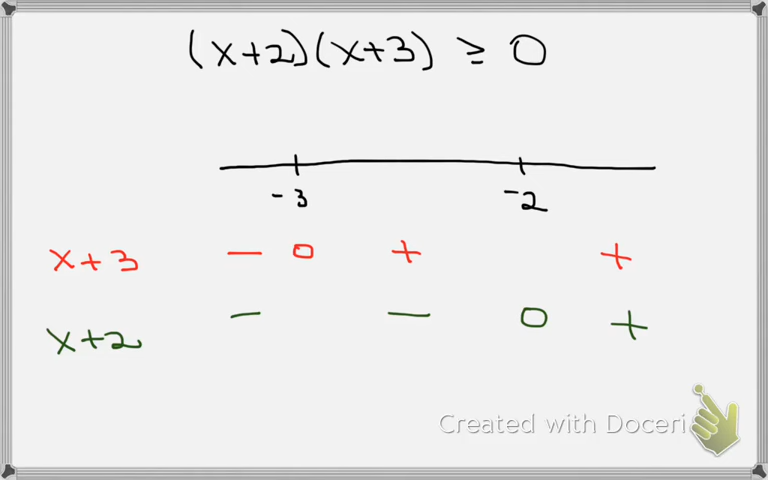 (x+2)(x+3) ≥ 0
-3 -2
x+3 - 0 + +
x+2 - - 0 +
Created with Doceri